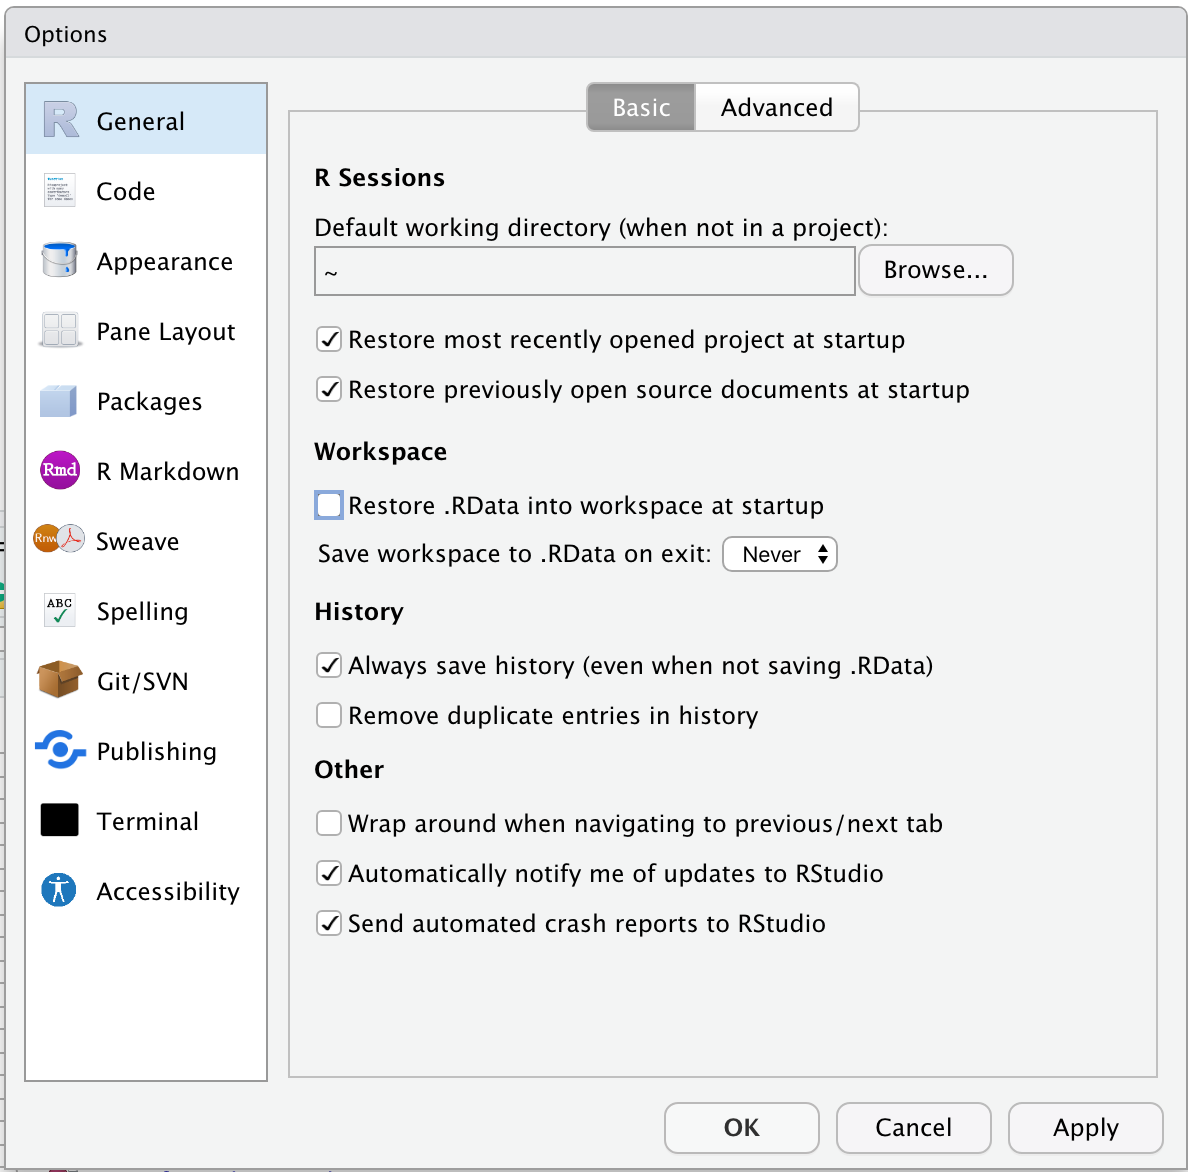 Options
General
Code
Appearance
Pane Layout
Packages
Rmd
R Markdown
Rnw
Sweave
ABC
Spelling
Git/SVN
Publishing
Terminal
Accessibility
Basic
Advanced
R Sessions
Default working directory (when not in a project):
~
Browse...
Restore most recently opened project at startup
Restore previously open source documents at startup
Workspace
Restore .RData into workspace at startup
Save workspace to .RData on exit: Never
History
Always save history (even when not saving .RData)
Remove duplicate entries in history
Other
Wrap around when navigating to previous/next tab
Automatically notify me of updates to RStudio
Send automated crash reports to RStudio
OK
Cancel
Apply